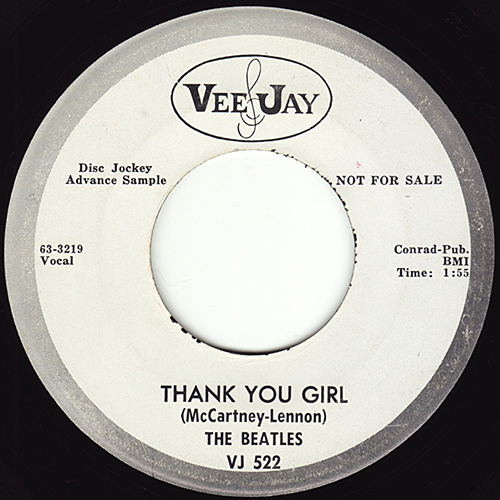 VEE JAY
Disc Jockey
Advance Sample
NOT FOR SALE
63-3219
Vocal
Conrad-Pub.
BMI
Time: 1:55
THANK YOU GIRL
(McCartney-Lennon)
THE BEATLES
VJ 522